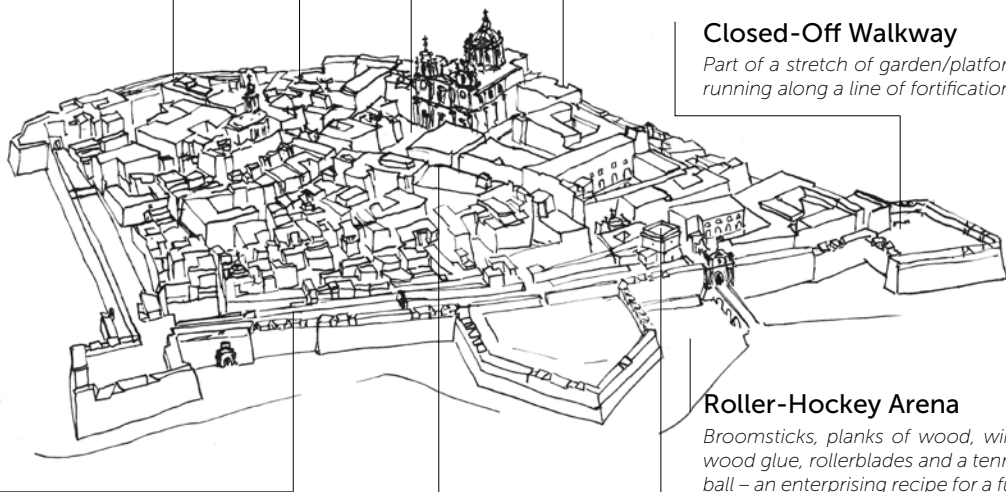 Closed-Off Walkway
Part of a stretch of garden/platfor
running along a line of fortification
Roller-Hockey Arena
Broomsticks, planks of wood, wi
wood glue, rollerblades and a tenn
ball – an enterprising recipe for a fu